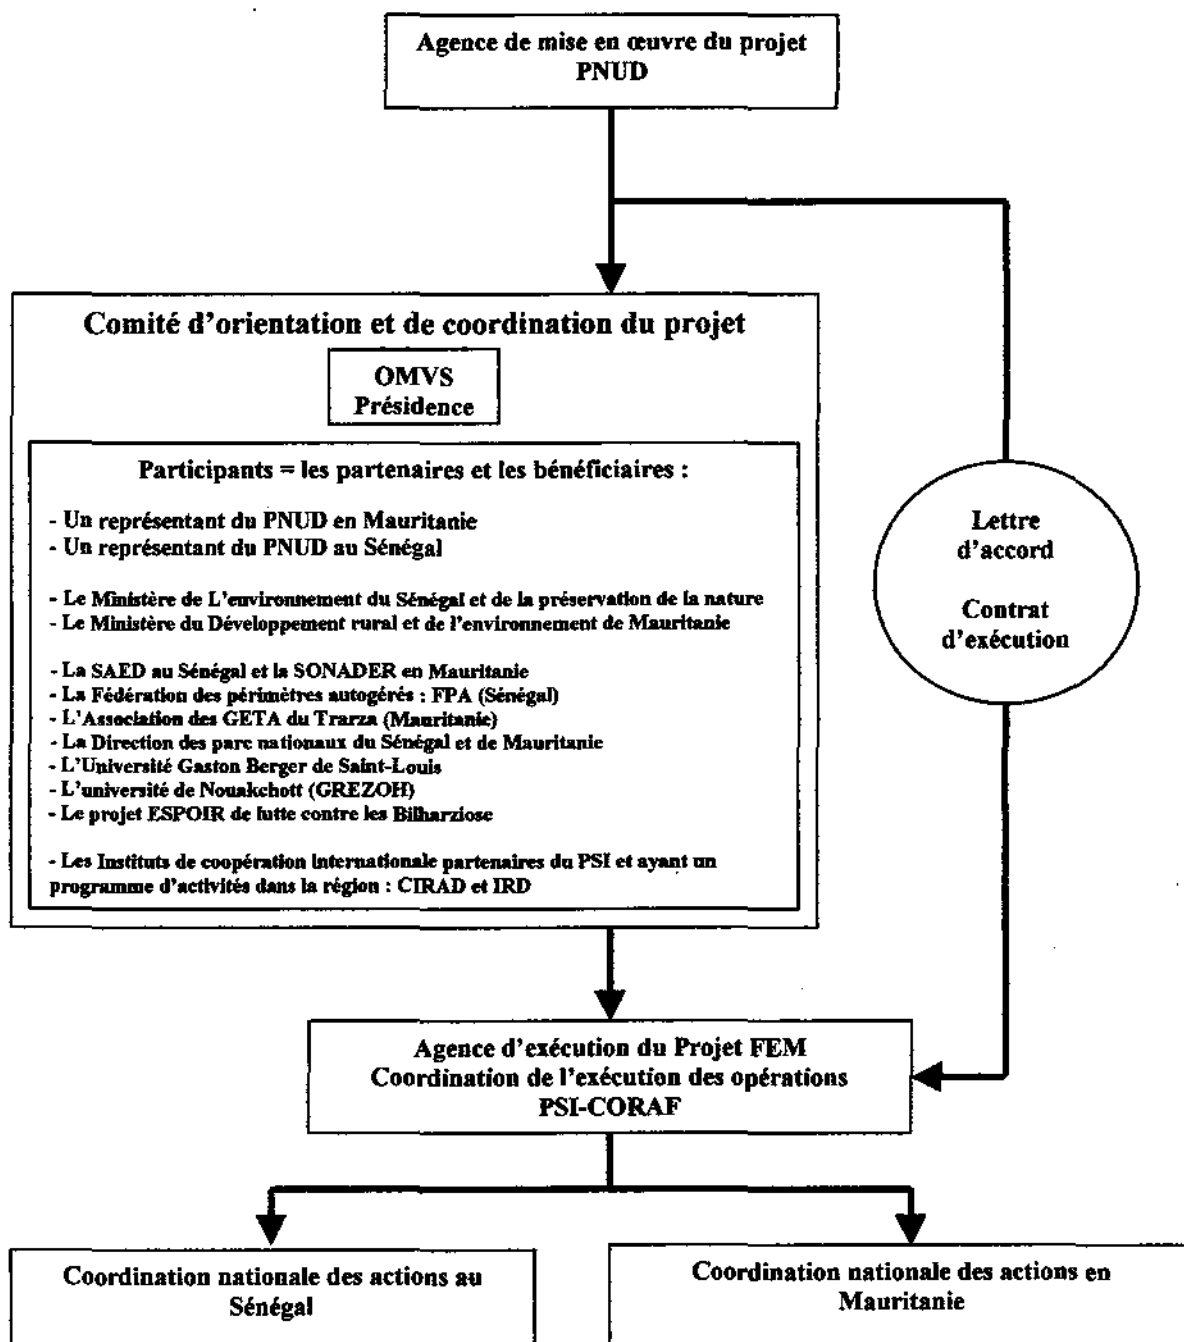 Agence de mise en œuvre du projet
PNUD
Comité d'orientation et de coordination du projet
OMVS
Présidence
Participants = les partenaires et les bénéficiaires :
- Un représentant du PNUD en Mauritanie
- Un représentant du PNUD au Sénégal
- Le Ministère de L'environnement du Sénégal et de la préservation de la nature
- Le Ministère du Développement rural et de l'environnement de Mauritanie
- La SAED au Sénégal et la SONADER en Mauritanie
- La Fédération des périmètres autogérés : FPA (Sénégal)
- L'Association des GETA du Trarza (Mauritanie)
- La Direction des parc nationaux du Sénégal et de Mauritanie
- L'Université Gaston Berger de Saint-Louis
- L'université de Nouakchott (GREZOH)
- Le projet ESPOIR de lutte contre les Bilharziose
- Les Instituts de coopération internationale partenaires du PSI et ayant un
programme d'activités dans la région : CIRAD et IRD
Lettre
d'accord
Contrat
d'exécution
Agence d'exécution du Projet FEM
Coordination de l'exécution des opérations
PSI-CORAF
Coordination nationale des actions au
Sénégal
Coordination nationale des actions en
Mauritanie